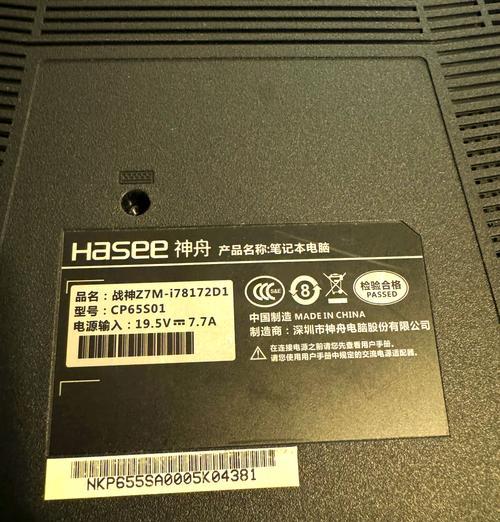 Hasee 神舟 产品名称:笔记本电脑
品名：战神Z7M-i78172D1
型号：CP65S01
电源输入：19.5V⎓7.7A
CCC S&E
8
检验合格
PASSED
中国制造 MADE IN CHINA
制造商：深圳市神舟电脑股份有限公司
在连接电源之前请先查看用户手册。
请您使用用户手册中规定的交流电源适配器。
NKP655SA0005K04381